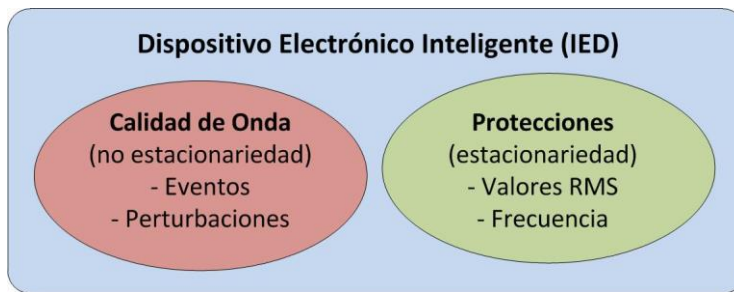 Dispositivo Electrónico Inteligente (IED)
Calidad de Onda
(no estacionariedad)
- Eventos
- Perturbaciones
Protecciones
(estacionariedad)
- Valores RMS
- Frecuencia